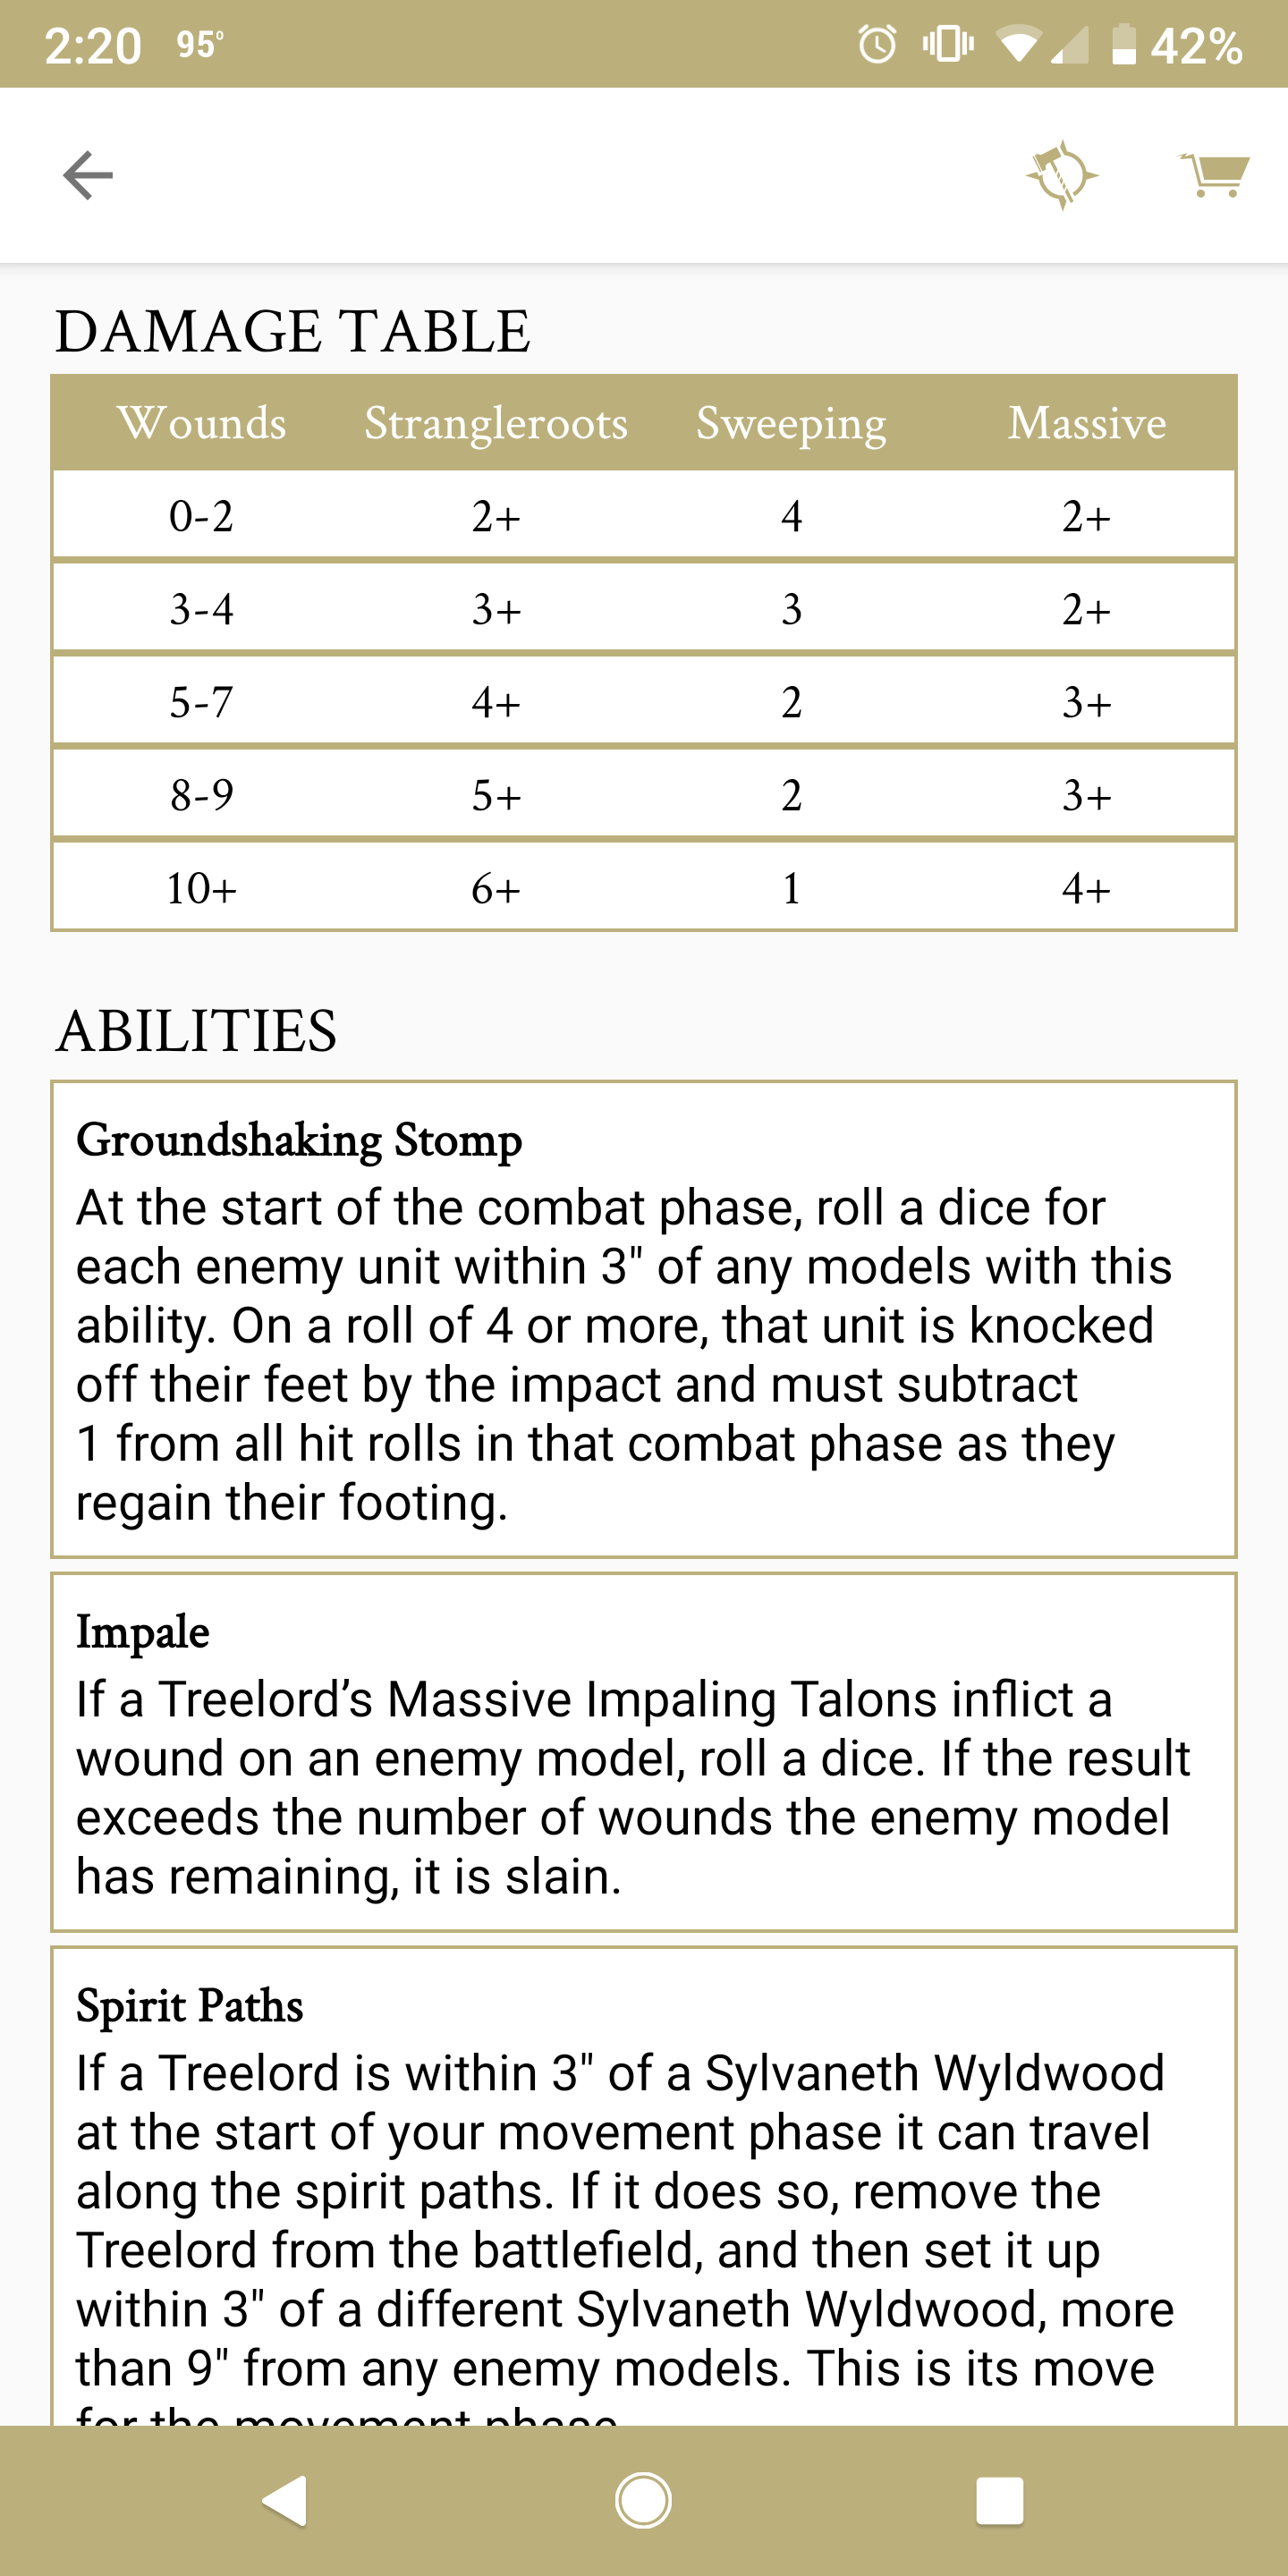 2:20 95° 42%
DAMAGE TABLE
Wounds Strangleroots Sweeping Massive
0-2 2+ 4 2+
3-4 3+ 3 2+
5-7 4+ 2 3+
8-9 5+ 2 3+
10+ 6+ 1 4+
ABILITIES
Groundshaking Stomp
At the start of the combat phase, roll a dice for
each enemy unit within 3" of any models with this
ability. On a roll of 4 or more, that unit is knocked
off their feet by the impact and must subtract
1 from all hit rolls in that combat phase as they
regain their footing.
Impale
If a Treelord’s Massive Impaling Talons inflict a
wound on an enemy model, roll a dice. If the result
exceeds the number of wounds the enemy model
has remaining, it is slain.
Spirit Paths
If a Treelord is within 3" of a Sylvaneth Wyldwood
at the start of your movement phase it can travel
along the spirit paths. If it does so, remove the
Treelord from the battlefield, and then set it up
within 3" of a different Sylvaneth Wyldwood, more
than 9" from any enemy models. This is its move
for the movement phase